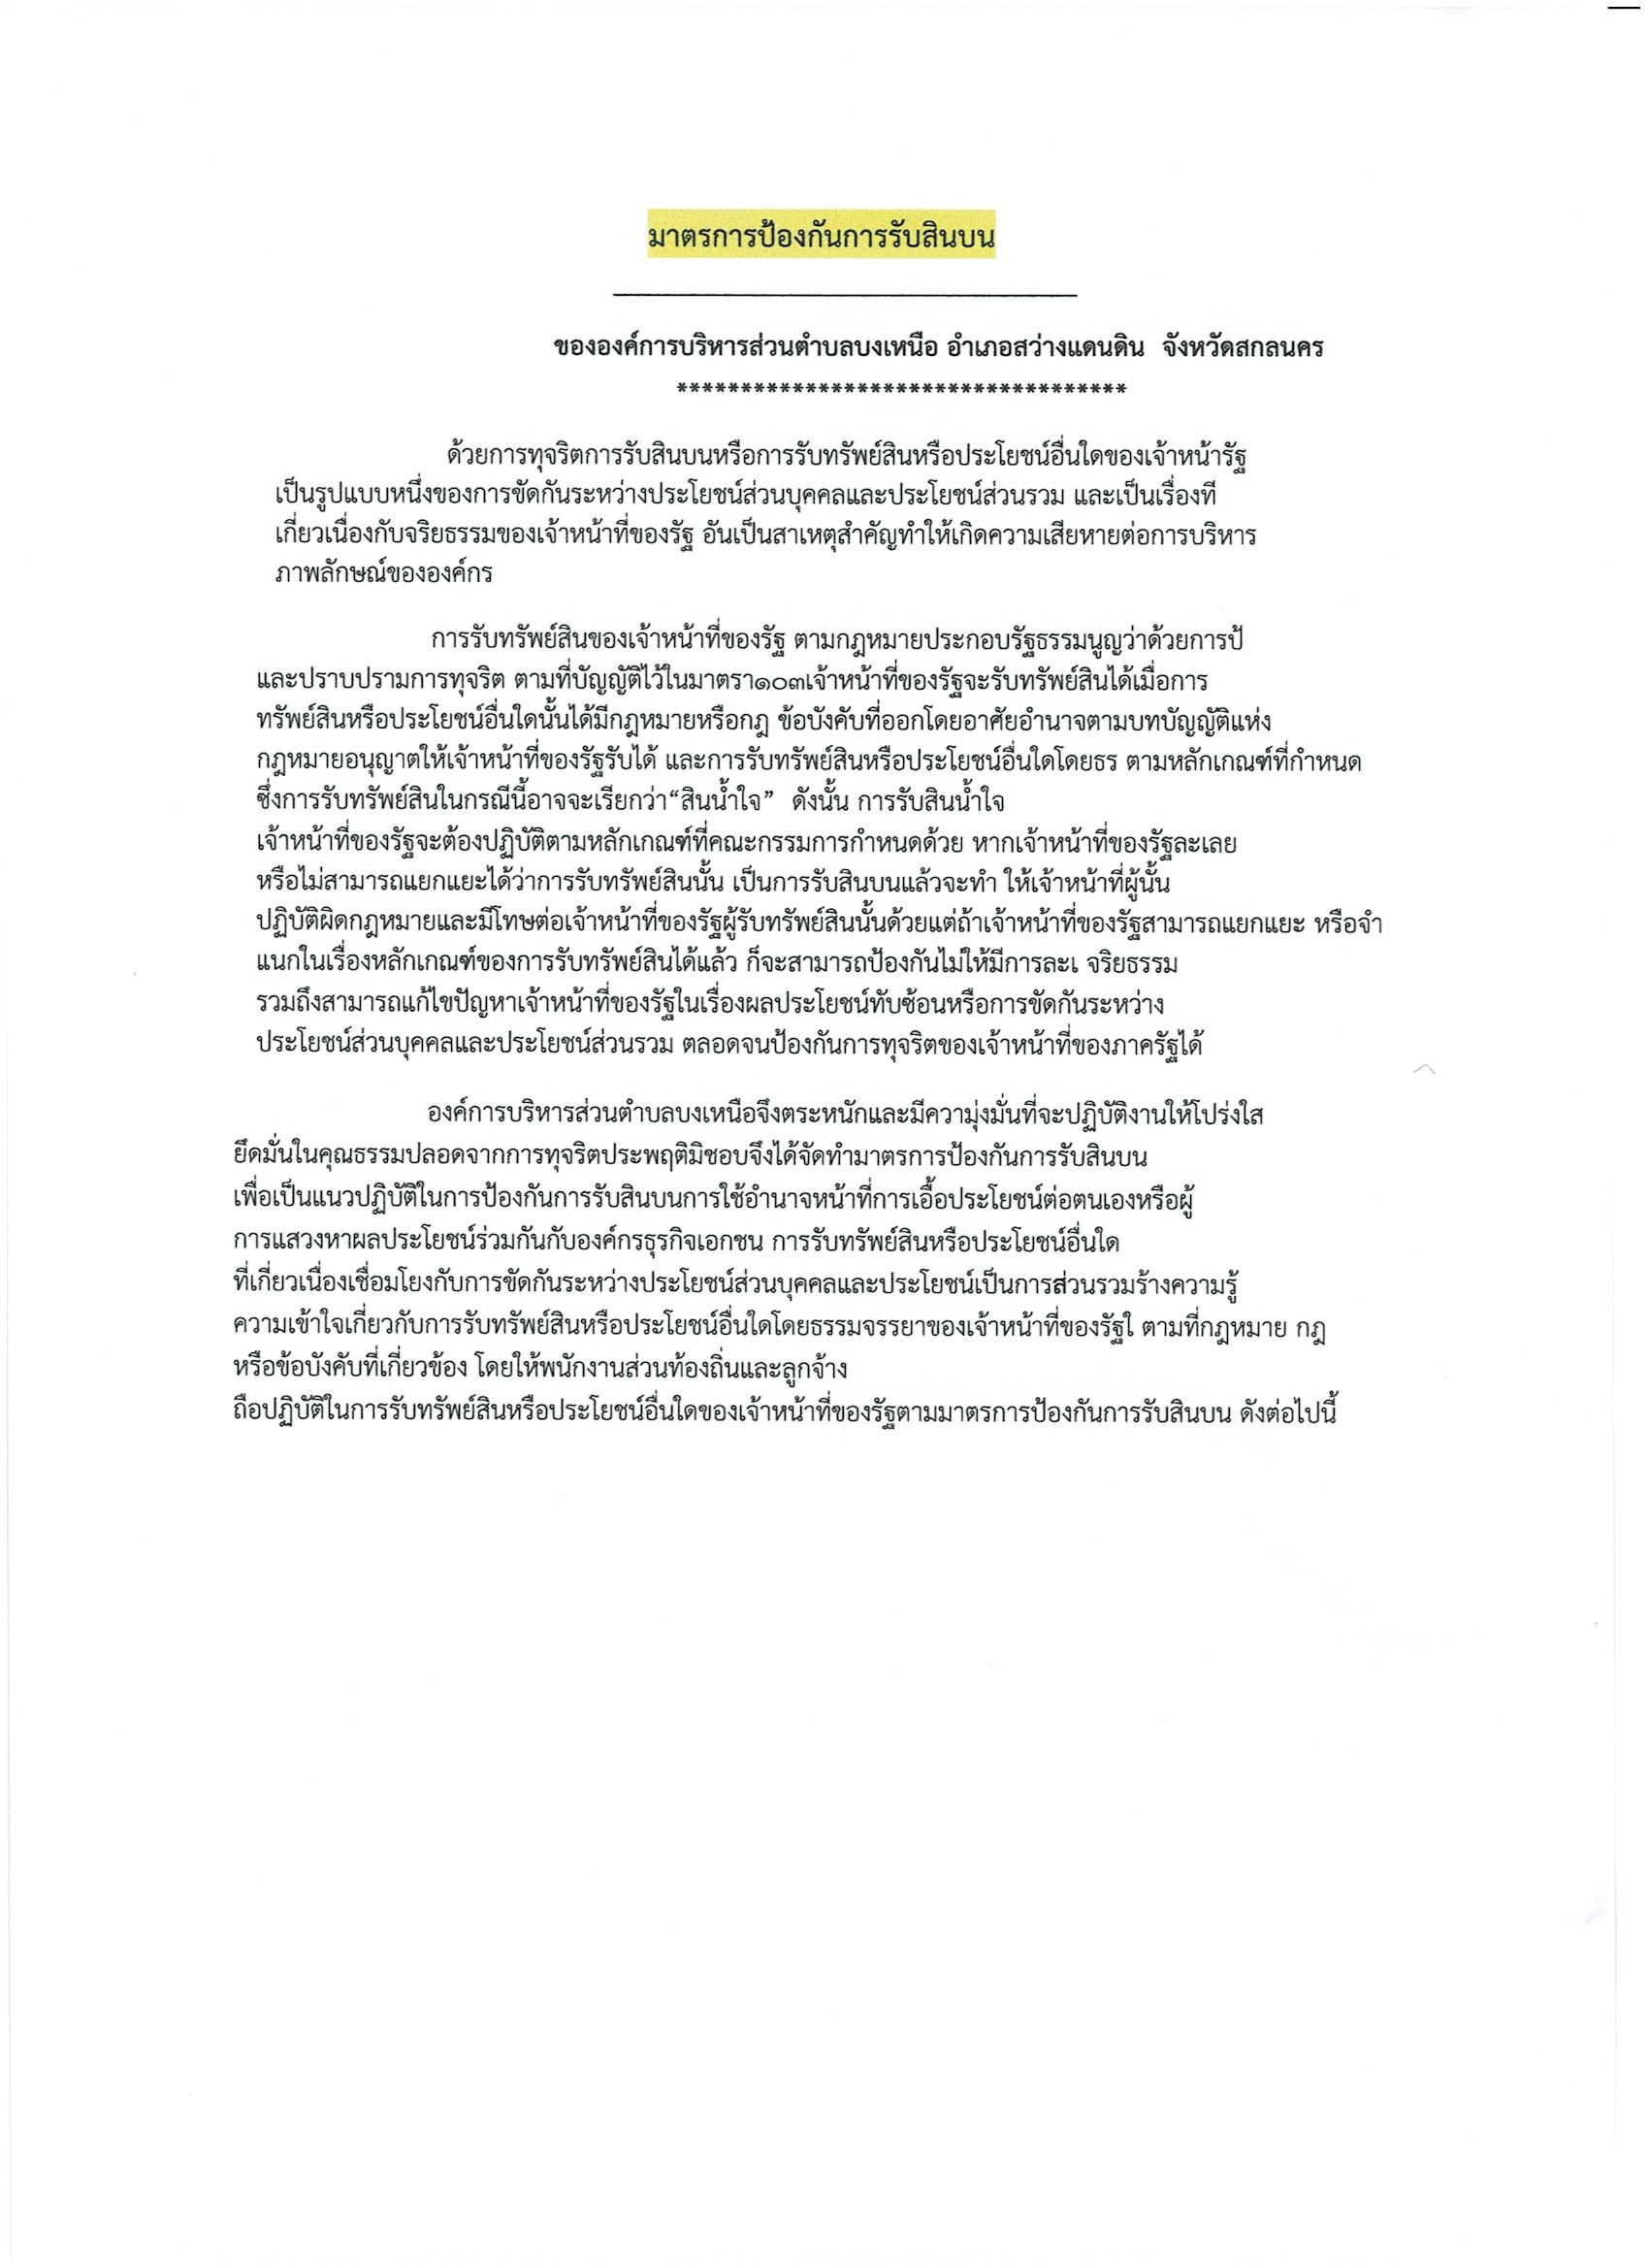 มาตรการป้องกันการรับสินบน
ขององค์การบริหารส่วนตำบลบงเหนือ อำเภอสว่างแดนดิน  จังหวัดสกลนคร
***********************************
ด้วยการทุจริตการรับสินบนหรือการรับทรัพย์สินหรือประโยชน์อื่นใดของเจ้าหน้ารัฐ
เป็นรูปแบบหนึ่งของการขัดกันระหว่างประโยชน์ส่วนบุคคลและประโยชน์ส่วนรวม และเป็นเรื่องที
เกี่ยวเนื่องกับจริยธรรมของเจ้าหน้าที่ของรัฐ อันเป็นสาเหตุสำคัญทำให้เกิดความเสียหายต่อการบริหาร
ภาพลักษณ์ขององค์กร
การรับทรัพย์สินของเจ้าหน้าที่ของรัฐ ตามกฎหมายประกอบรัฐธรรมนูญว่าด้วยการป้
และปราบปรามการทุจริต ตามที่บัญญัติไว้ในมาตรา๑๐๓เจ้าหน้าที่ของรัฐจะรับทรัพย์สินได้เมื่อการ
ทรัพย์สินหรือประโยชน์อื่นใดนั้นได้มีกฎหมายหรือกฎ ข้อบังคับที่ออกโดยอาศัยอำนาจตามบทบัญญัติแห่ง
กฎหมายอนุญาตให้เจ้าหน้าที่ของรัฐรับได้ และการรับทรัพย์สินหรือประโยชน์อื่นใดโดยธร ตามหลักเกณฑ์ที่กำหนด
ซึ่งการรับทรัพย์สินในกรณีนี้อาจจะเรียกว่า“สินน้ำใจ”  ดังนั้น การรับสินน้ำใจ
เจ้าหน้าที่ของรัฐจะต้องปฏิบัติตามหลักเกณฑ์ที่คณะกรรมการกำหนดด้วย หากเจ้าหน้าที่ของรัฐละเลย
หรือไม่สามารถแยกแยะได้ว่าการรับทรัพย์สินนั้น เป็นการรับสินบนแล้วจะทำ ให้เจ้าหน้าที่ผู้นั้น
ปฏิบัติผิดกฎหมายและมีโทษต่อเจ้าหน้าที่ของรัฐผู้รับทรัพย์สินนั้นด้วยแต่ถ้าเจ้าหน้าที่ของรัฐสามารถแยกแยะ หรือจำ
แนกในเรื่องหลักเกณฑ์ของการรับทรัพย์สินได้แล้ว ก็จะสามารถป้องกันไม่ให้มีการละเ จริยธรรม
รวมถึงสามารถแก้ไขปัญหาเจ้าหน้าที่ของรัฐในเรื่องผลประโยชน์ทับซ้อนหรือการขัดกันระหว่าง
ประโยชน์ส่วนบุคคลและประโยชน์ส่วนรวม ตลอดจนป้องกันการทุจริตของเจ้าหน้าที่ของภาครัฐได้
องค์การบริหารส่วนตำบลบงเหนือจึงตระหนักและมีความุ่งมั่นที่จะปฏิบัติงานให้โปร่งใส
ยึดมั่นในคุณธรรมปลอดจากการทุจริตประพฤติมิชอบจึงได้จัดทำมาตรการป้องกันการรับสินบน
เพื่อเป็นแนวปฏิบัติในการป้องกันการรับสินบนการใช้อำนาจหน้าที่การเอื้อประโยชน์ต่อตนเองหรือผู้
การแสวงหาผลประโยชน์ร่วมกันกับองค์กรธุรกิจเอกชน การรับทรัพย์สินหรือประโยชน์อื่นใด
ที่เกี่ยวเนื่องเชื่อมโยงกับการขัดกันระหว่างประโยชน์ส่วนบุคคลและประโยชน์เป็นการส่วนรวมร้างความรู้
ความเข้าใจเกี่ยวกับการรับทรัพย์สินหรือประโยชน์อื่นใดโดยธรรมจรรยาของเจ้าหน้าที่ของรัฐใ ตามที่กฎหมาย กฎ
หรือข้อบังคับที่เกี่ยวข้อง โดยให้พนักงานส่วนท้องถิ่นและลูกจ้าง
ถือปฏิบัติในการรับทรัพย์สินหรือประโยชน์อื่นใดของเจ้าหน้าที่ของรัฐตามมาตรการป้องกันการรับสินบน ดังต่อไปนี้